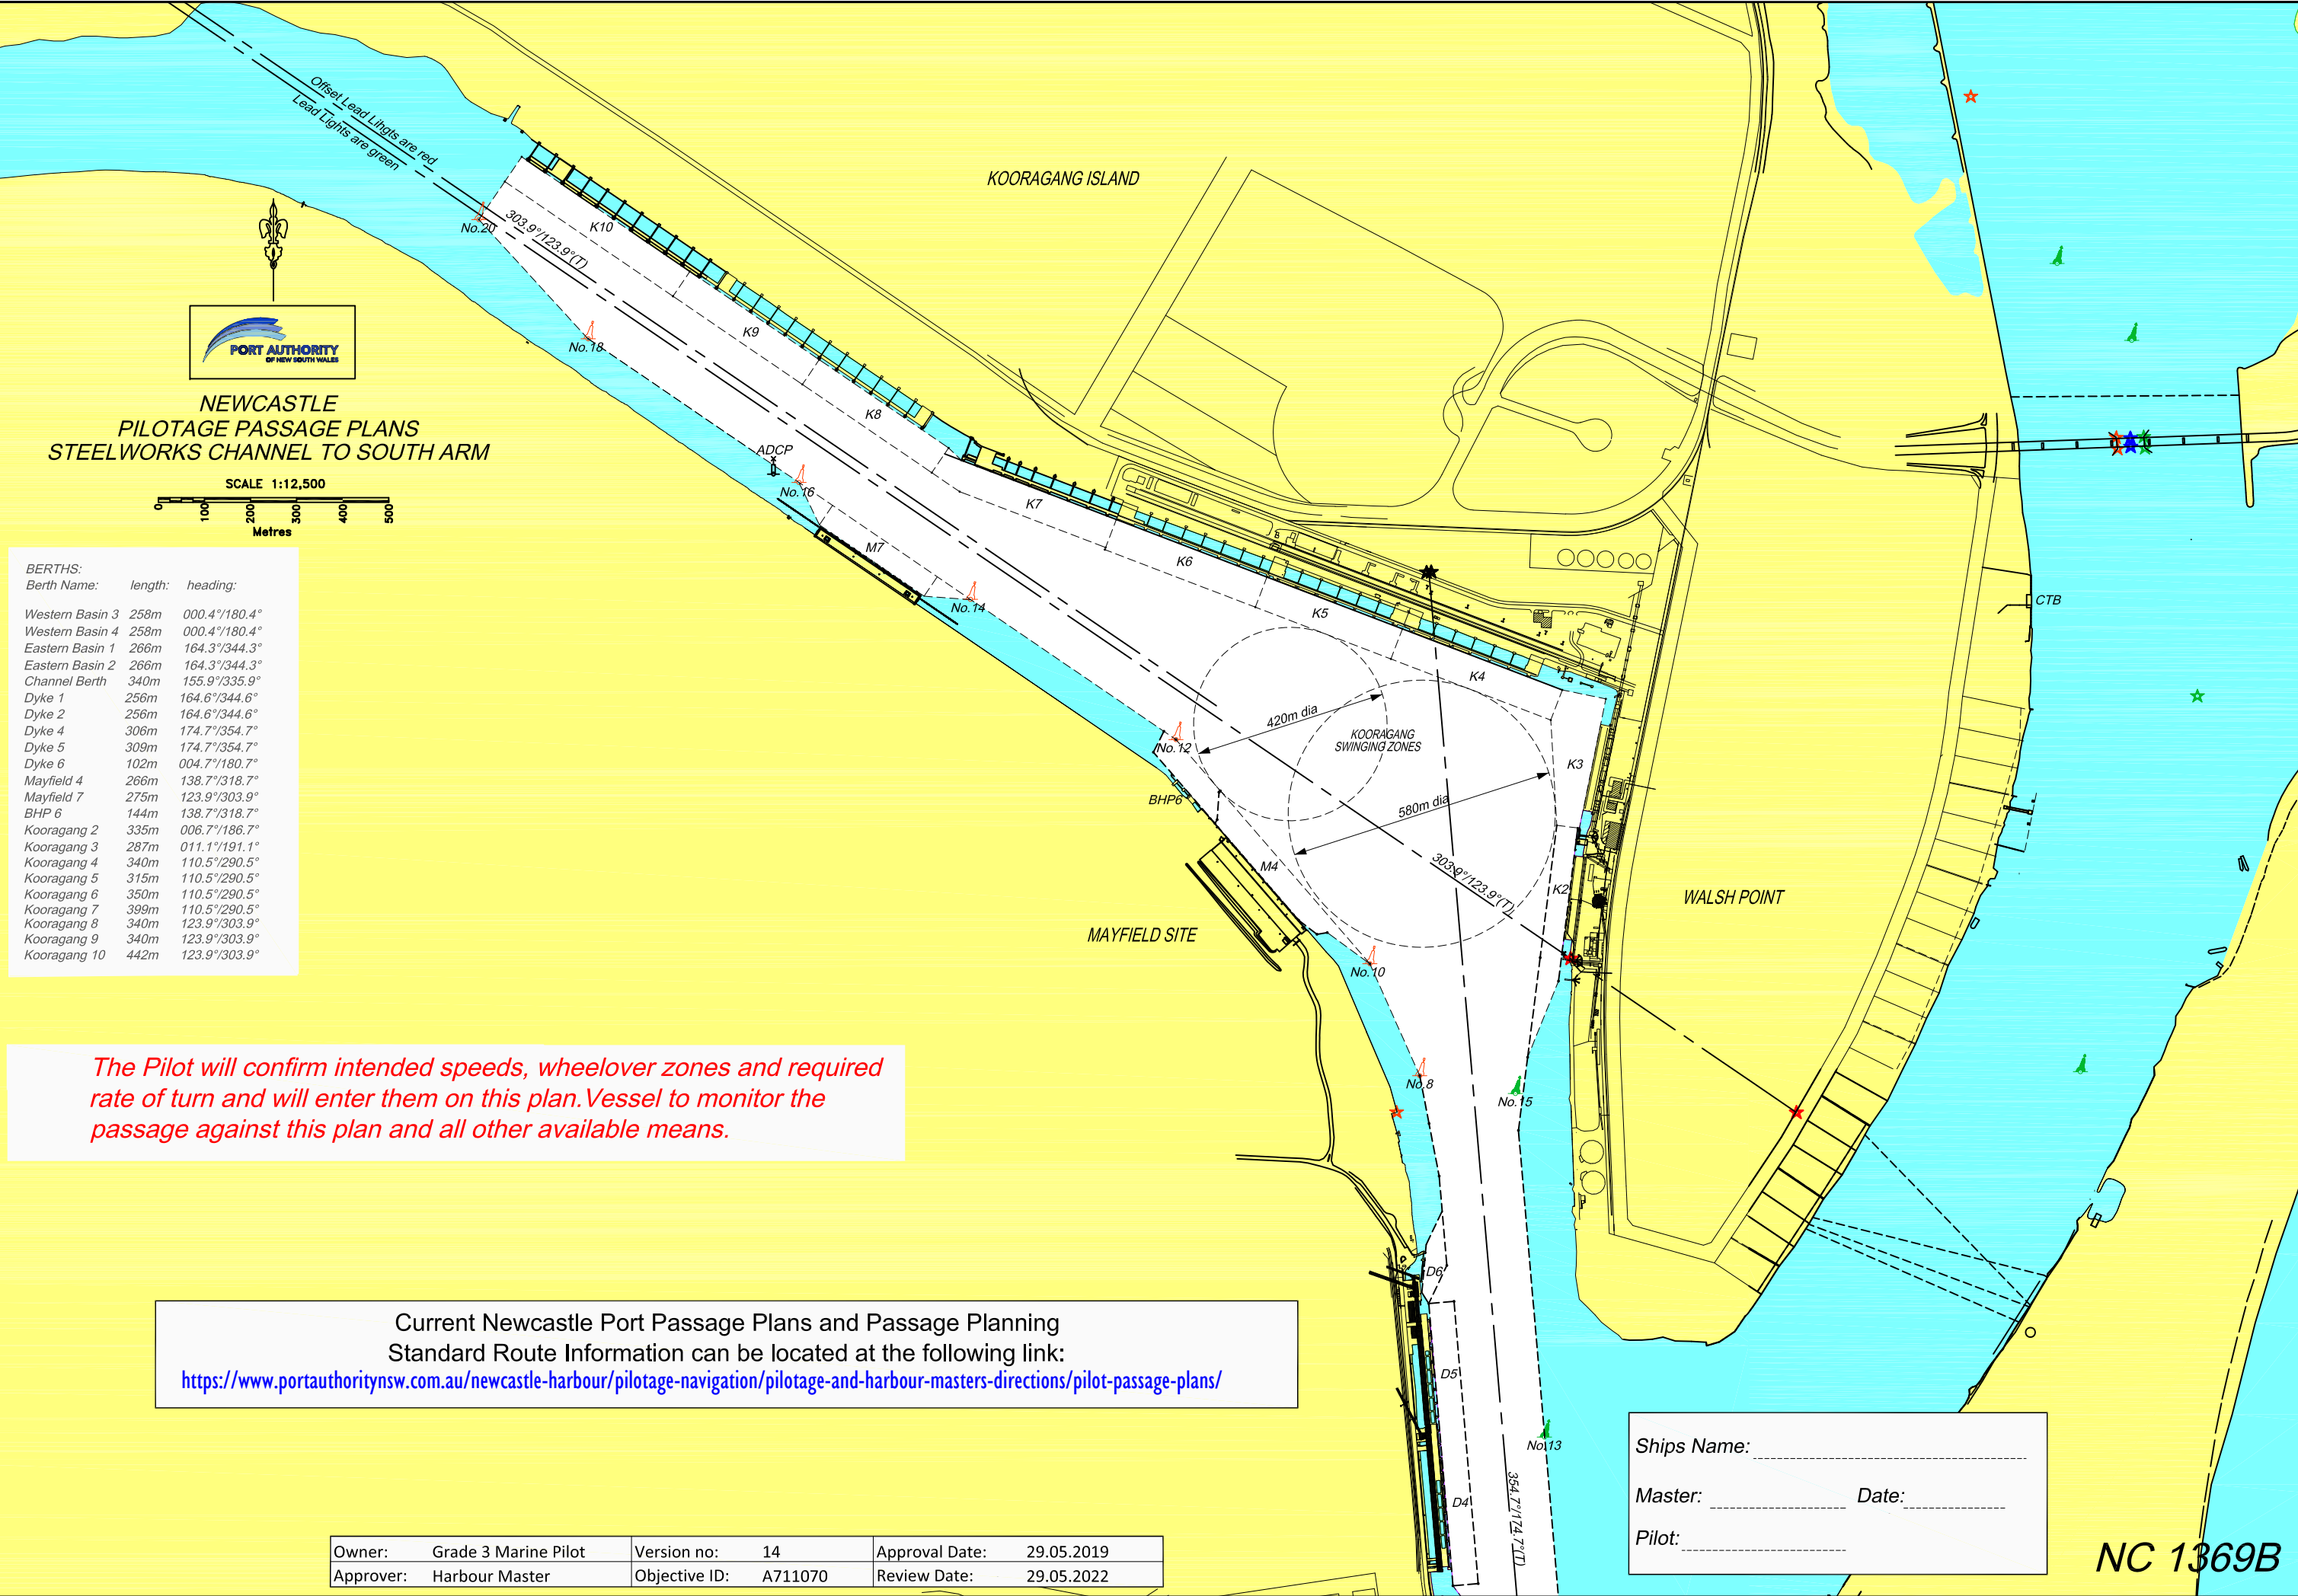 Offset Lead Lihgts are red
Lead Lights are green
KOORAGANG ISLAND
No.20
303.9°/123.9°(T)
K10
No.18
K9
K8
PORT AUTHORITY
OF NEW SOUTH WALES
NEWCASTLE
PILOTAGE PASSAGE PLANS
STEELWORKS CHANNEL TO SOUTH ARM
SCALE 1:12,500
0 100 200 300 400 500
Metres
ADCP
No.16
K7
M7
K6
No.14
K5
CTB
K4
420m dia
KOORAGANG
SWINGING ZONES
No.12
K3
BHP6
580m dia
M4
303.9°/123.9°(T)
K2
WALSH POINT
MAYFIELD SITE
No.10
No.8
No.15
BERTHS:
Berth Name: length: heading:
Western Basin 3 258m 000.4°/180.4°
Western Basin 4 258m 000.4°/180.4°
Eastern Basin 1 266m 164.3°/344.3°
Eastern Basin 2 266m 164.3°/344.3°
Channel Berth 340m 155.9°/335.9°
Dyke 1 256m 164.6°/344.6°
Dyke 2 256m 164.6°/344.6°
Dyke 4 306m 174.7°/354.7°
Dyke 5 309m 174.7°/354.7°
Dyke 6 102m 004.7°/180.7°
Mayfield 4 266m 138.7°/318.7°
Mayfield 7 275m 123.9°/303.9°
BHP 6 144m 138.7°/318.7°
Kooragang 2 335m 006.7°/186.7°
Kooragang 3 287m 011.1°/191.1°
Kooragang 4 340m 110.5°/290.5°
Kooragang 5 315m 110.5°/290.5°
Kooragang 6 350m 110.5°/290.5°
Kooragang 7 399m 110.5°/290.5°
Kooragang 8 340m 123.9°/303.9°
Kooragang 9 340m 123.9°/303.9°
Kooragang 10 442m 123.9°/303.9°
The Pilot will confirm intended speeds, wheelover zones and required
rate of turn and will enter them on this plan.Vessel to monitor the
passage against this plan and all other available means.
D6
D5
No.13
D4
354.7°/174.7°(T)
Current Newcastle Port Passage Plans and Passage Planning
Standard Route Information can be located at the following link:
https://www.portauthoritynsw.com.au/newcastle-harbour/pilotage-navigation/pilotage-and-harbour-masters-directions/pilot-passage-plans/
Ships Name:
Master: Date:
Pilot:
Owner: Grade 3 Marine Pilot Version no: 14 Approval Date: 29.05.2019
Approver: Harbour Master Objective ID: A711070 Review Date: 29.05.2022
NC 1369B